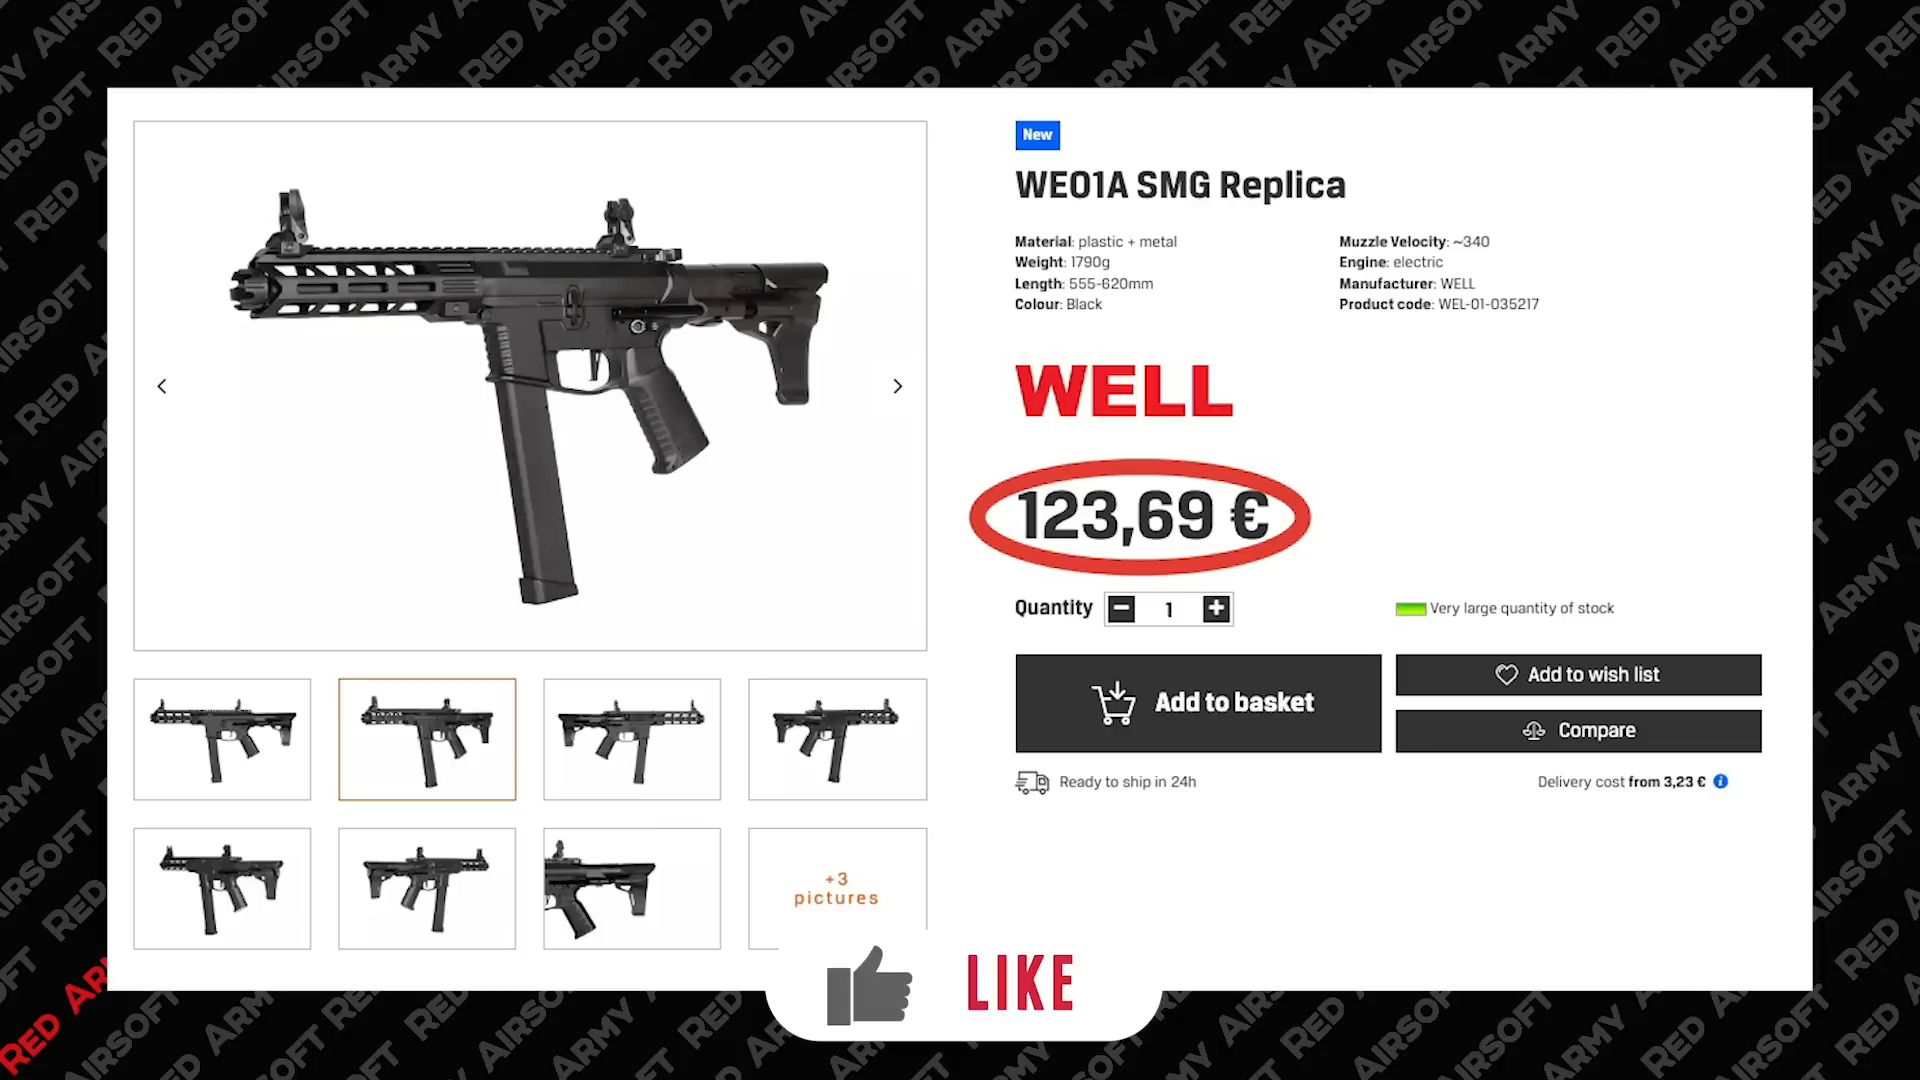 New
WE01A SMG Replica
Material: plastic + metal
Weight: 1790g
Length: 555-620mm
Colour: Black
Muzzle Velocity: ~340
Engine: electric
Manufacturer: WELL
Product code: WEL-01-035217
WELL
123,69 €
Quantity - 1 +
Very large quantity of stock
Add to basket
Add to wish list
Compare
Ready to ship in 24h
Delivery cost from 3,23 € i
+3
pictures
LIKE
RED ARMY AIRSOFT